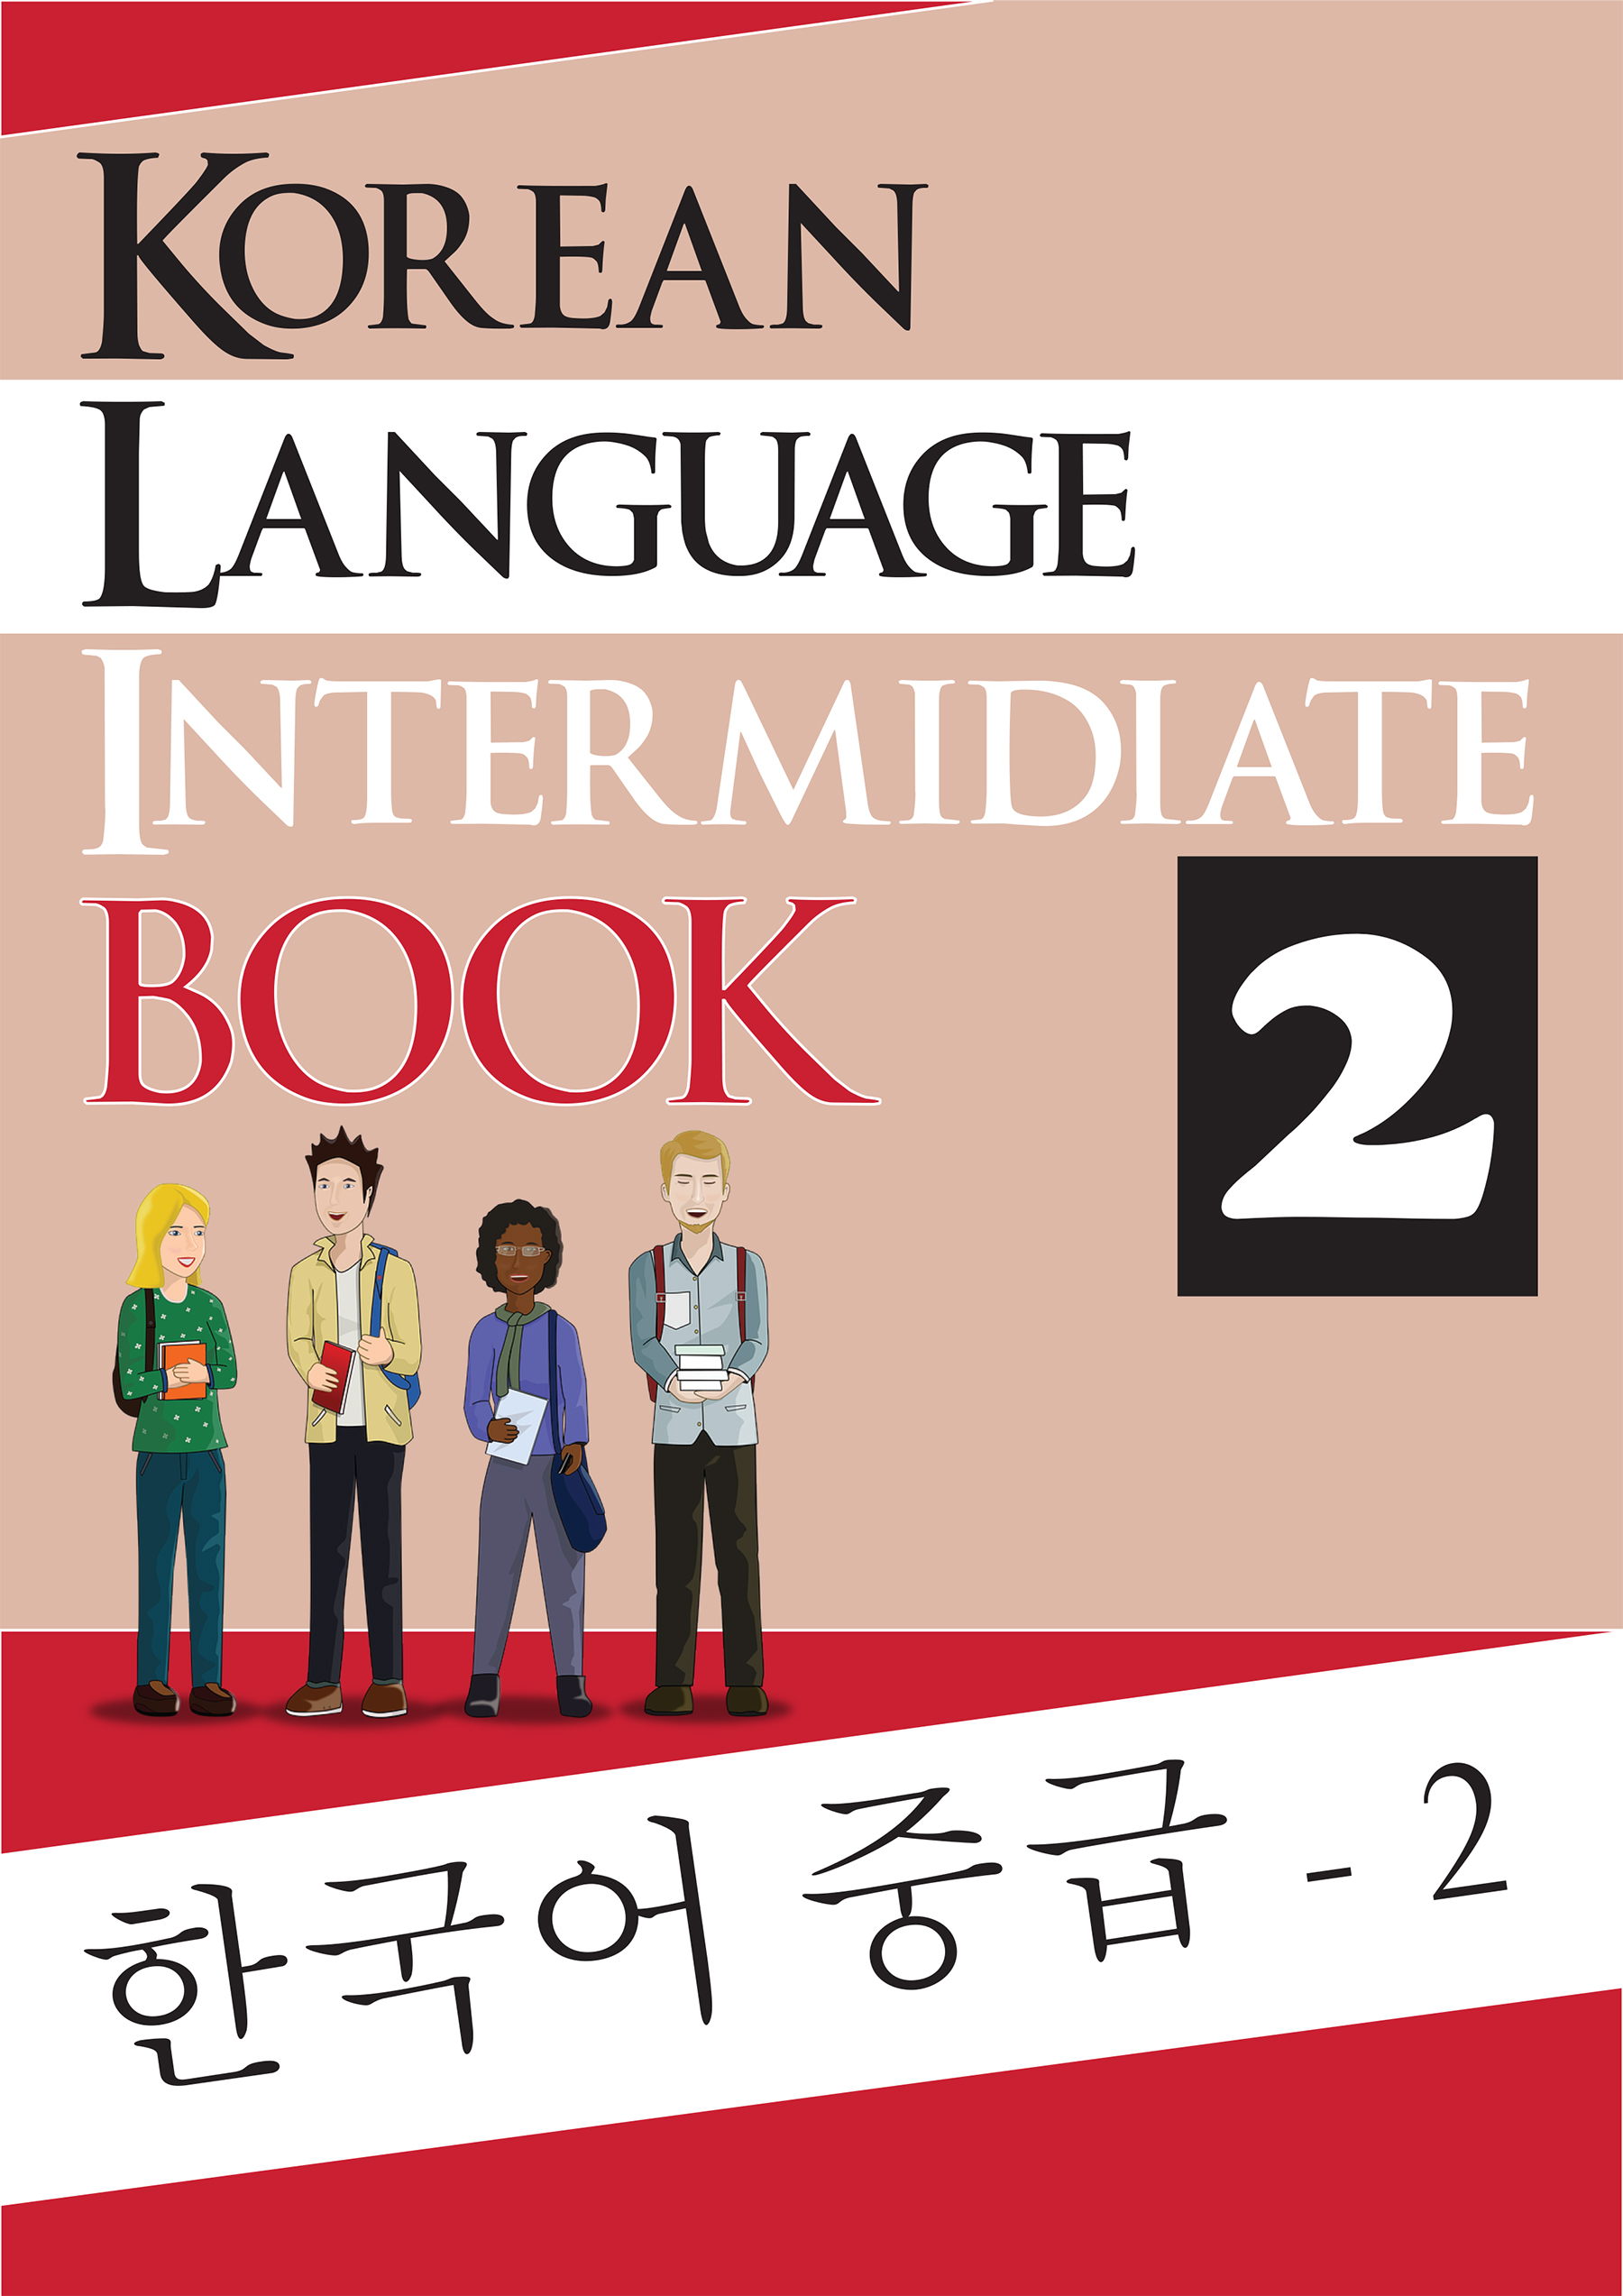 KOREAN
LANGUAGE
INTERMIDIATE
BOOK
2
한국어 중급 - 2